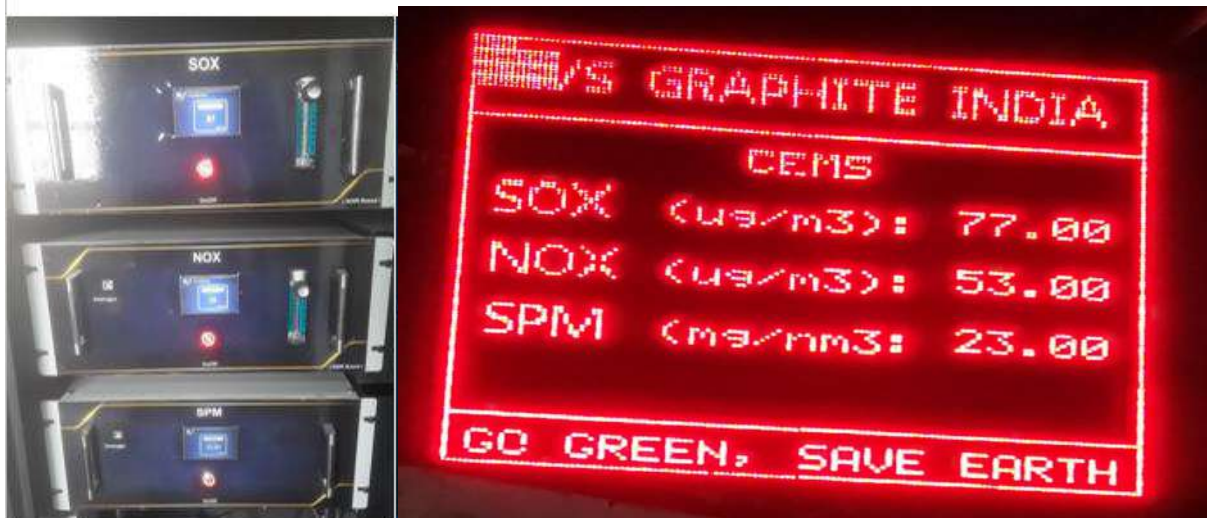 SOX
NOX
SPM
/S GRAPHITE INDIA
CEMS
SOX (ug/m3): 77.00
NOX (ug/m3): 53.00
SPM (mg/nm3: 23.00
GO GREEN, SAVE EARTH